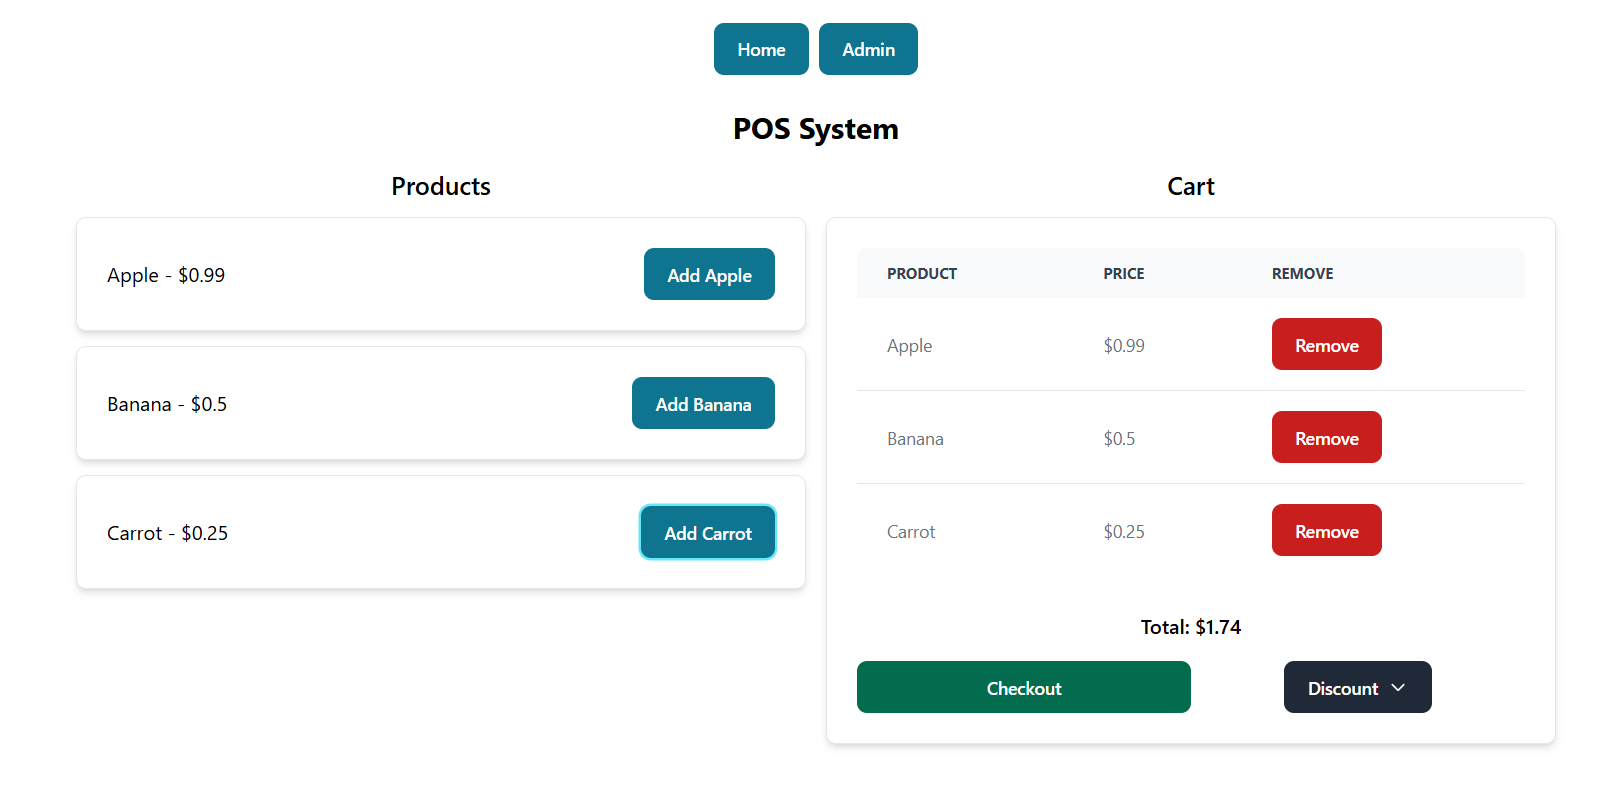 Home Admin
POS System
Products
Apple - $0.99 Add Apple
Banana - $0.5 Add Banana
Carrot - $0.25 Add Carrot
Cart
PRODUCT PRICE REMOVE
Apple $0.99 Remove
Banana $0.5 Remove
Carrot $0.25 Remove
Total: $1.74
Checkout Discount